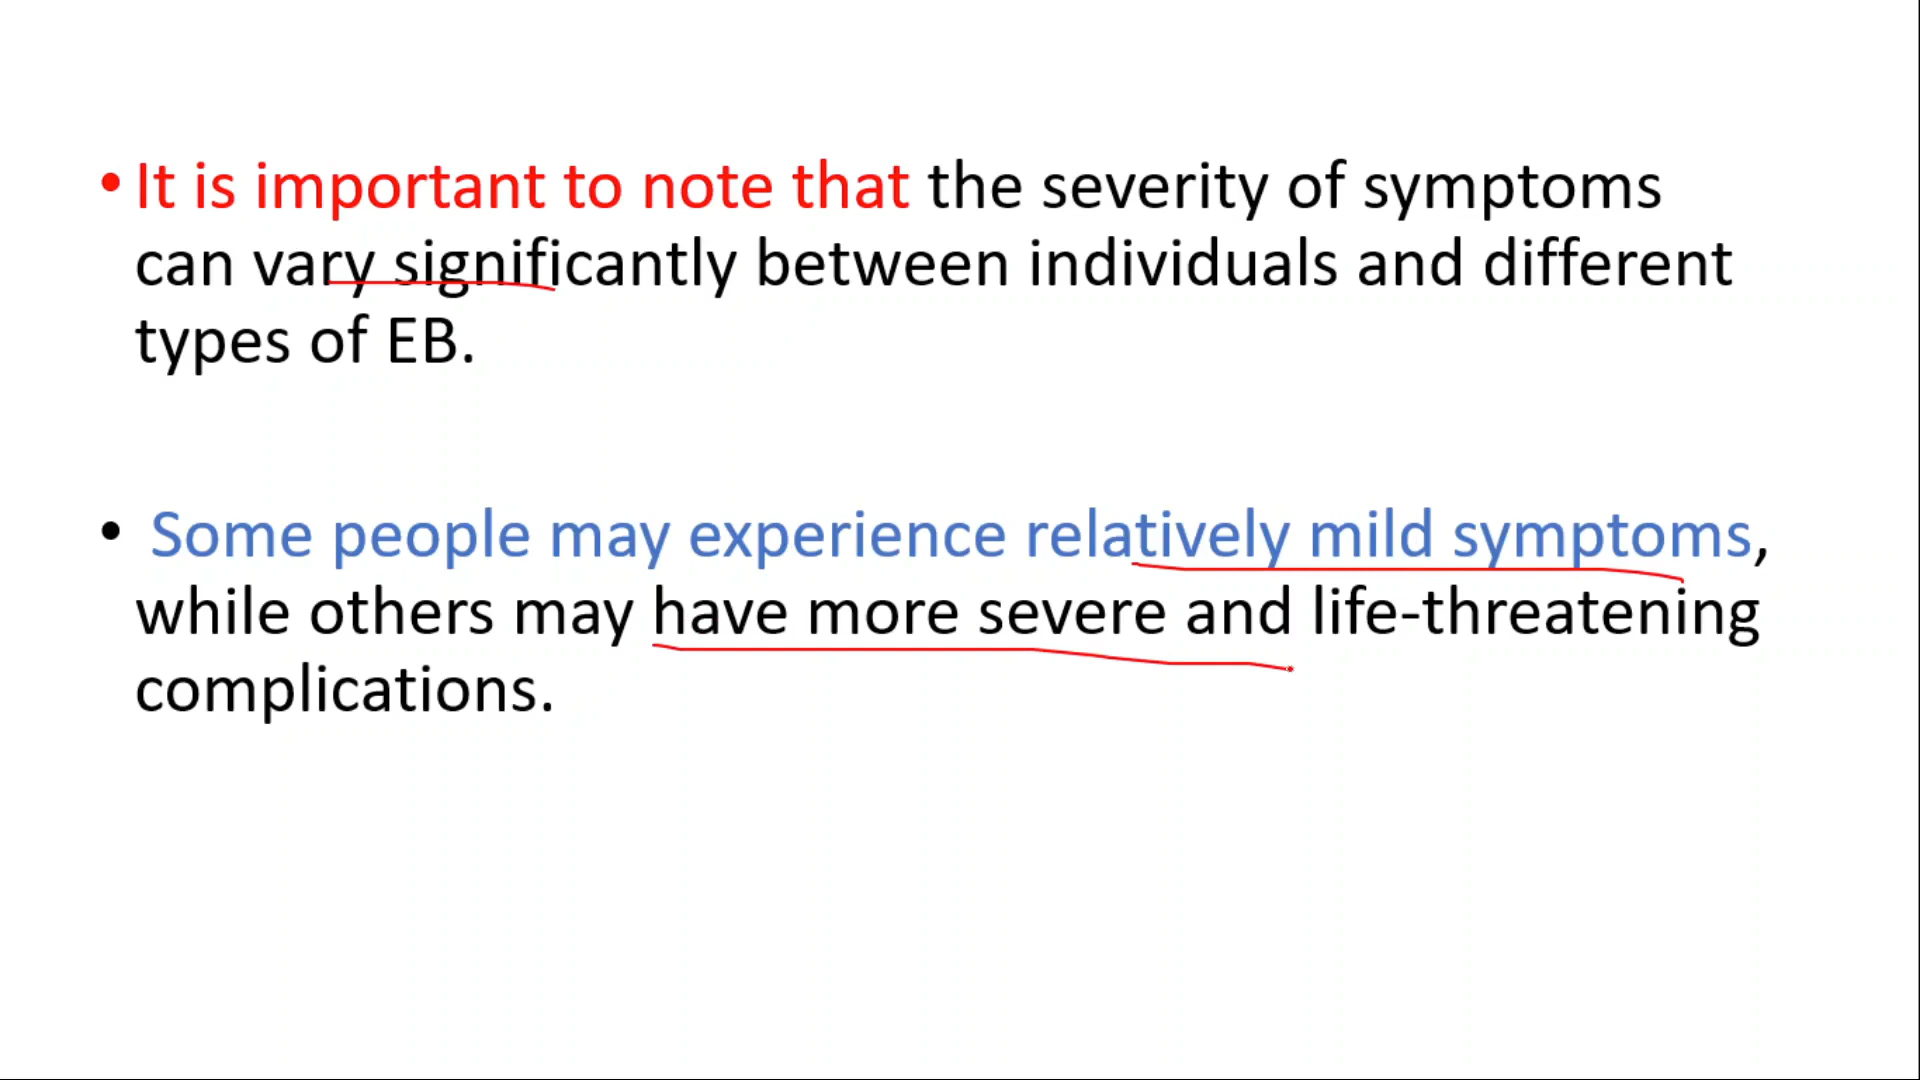 • It is important to note that the severity of symptoms
can vary significantly between individuals and different
types of EB.
• Some people may experience relatively mild symptoms,
while others may have more severe and life-threatening
complications.